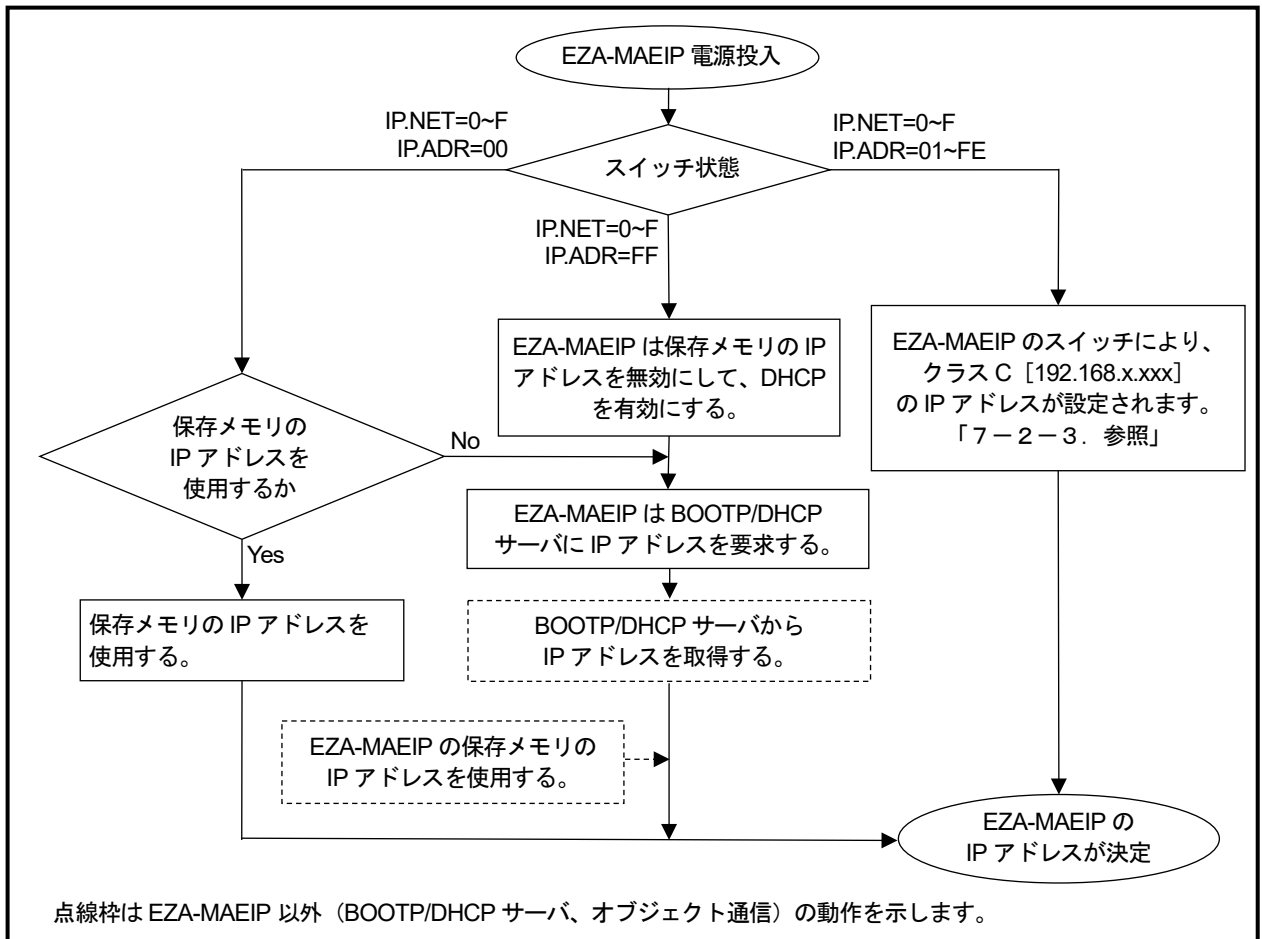 EZA-MAEIP 電源投入
IP.NET=0~F
IP.ADR=00
スイッチ状態
IP.NET=0~F
IP.ADR=01~FE
IP.NET=0~F
IP.ADR=FF
EZA-MAEIP は保存メモリの IP
アドレスを無効にして、DHCP
を有効にする。
EZA-MAEIP のスイッチにより、
クラス C［192.168.x.xxx］
の IP アドレスが設定されます。
「７－２－３．参照」
保存メモリの
IP アドレスを
使用するか
No
Yes
EZA-MAEIP は BOOTP/DHCP
サーバに IP アドレスを要求する。
保存メモリの IP アドレスを
使用する。
BOOTP/DHCP サーバから
IP アドレスを取得する。
EZA-MAEIP の保存メモリの
IP アドレスを使用する。
EZA-MAEIP の
IP アドレスが決定
点線枠は EZA-MAEIP 以外（BOOTP/DHCP サーバ、オブジェクト通信）の動作を示します。